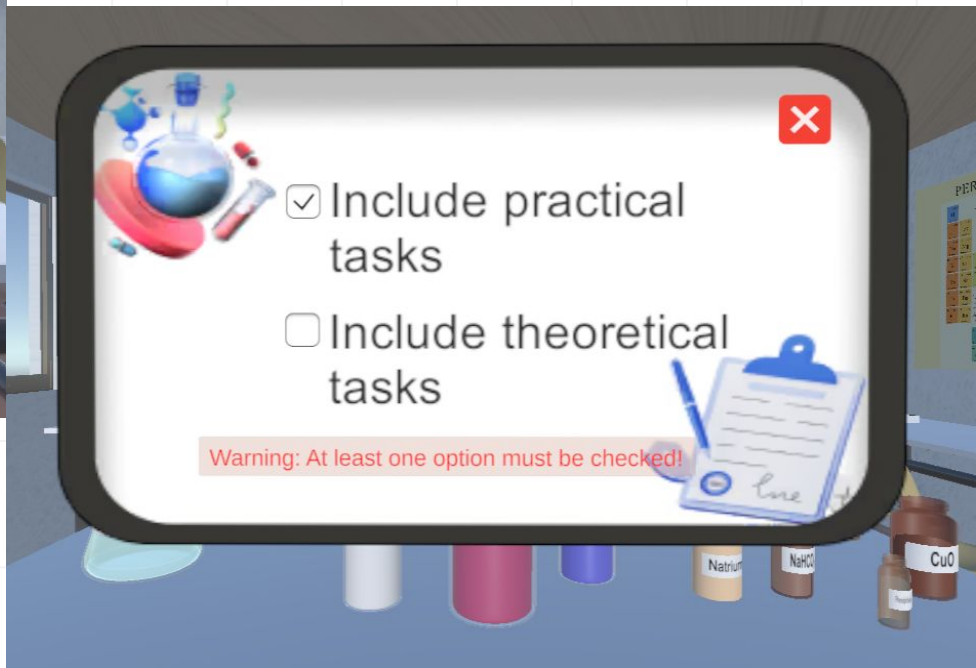 Include practical
tasks
Include theoretical
tasks
Warning: At least one option must be checked!
PER
Natrium
NaHCO
CuO